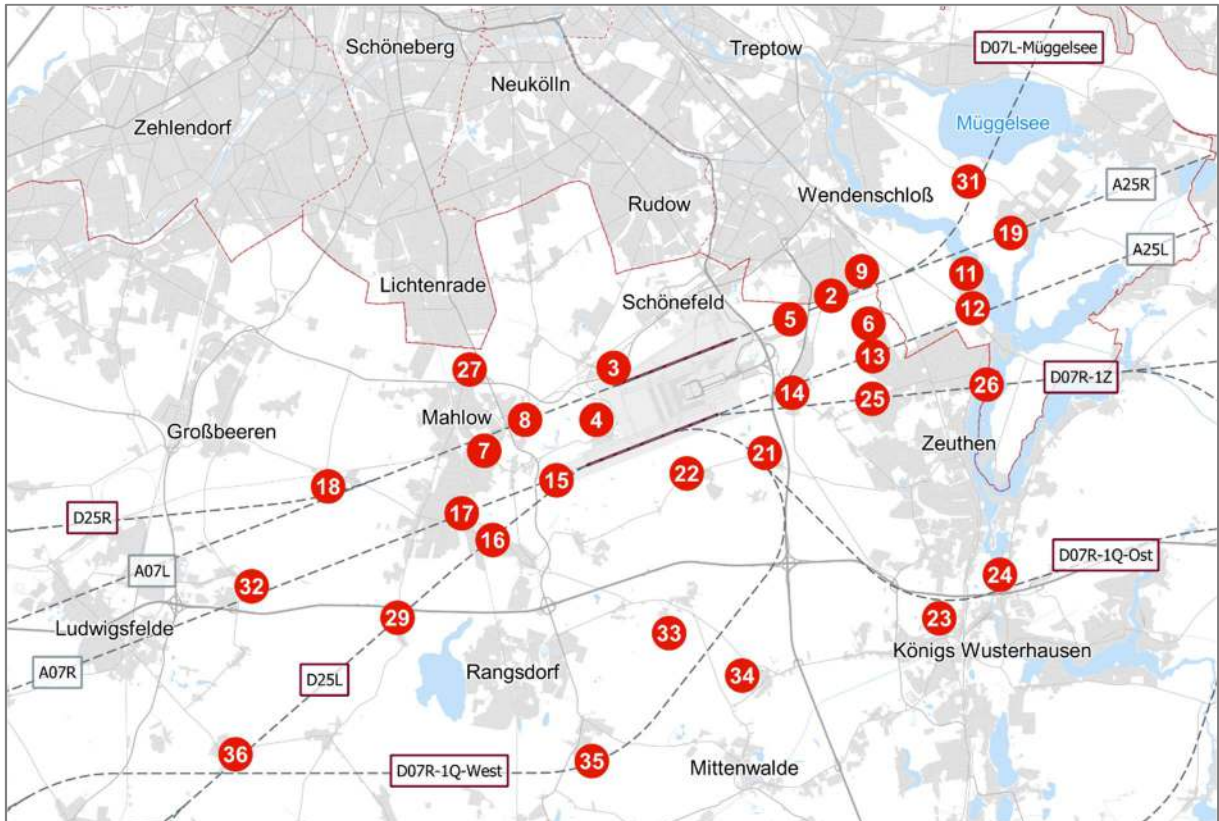 Schöneberg
Treptow
D07L-Müggelsee
Neukölln
Zehlendorf
Müggelsee
31
A25R
Wendenschloß
Rudow
19
A25L
9
11
Lichtenrade
2
Schönefeld
12
5
6
13
27
3
D07R-1Z
26
14
25
8
4
Mahlow
Großbeeren
Zeuthen
7
21
22
15
18
D25R
17
16
D07R-1Q-Ost
A07L
24
32
29
23
Ludwigsfelde
33
Königs Wusterhausen
A07R
D25L
Rangsdorf
34
36
35
D07R-1Q-West
Mittenwalde